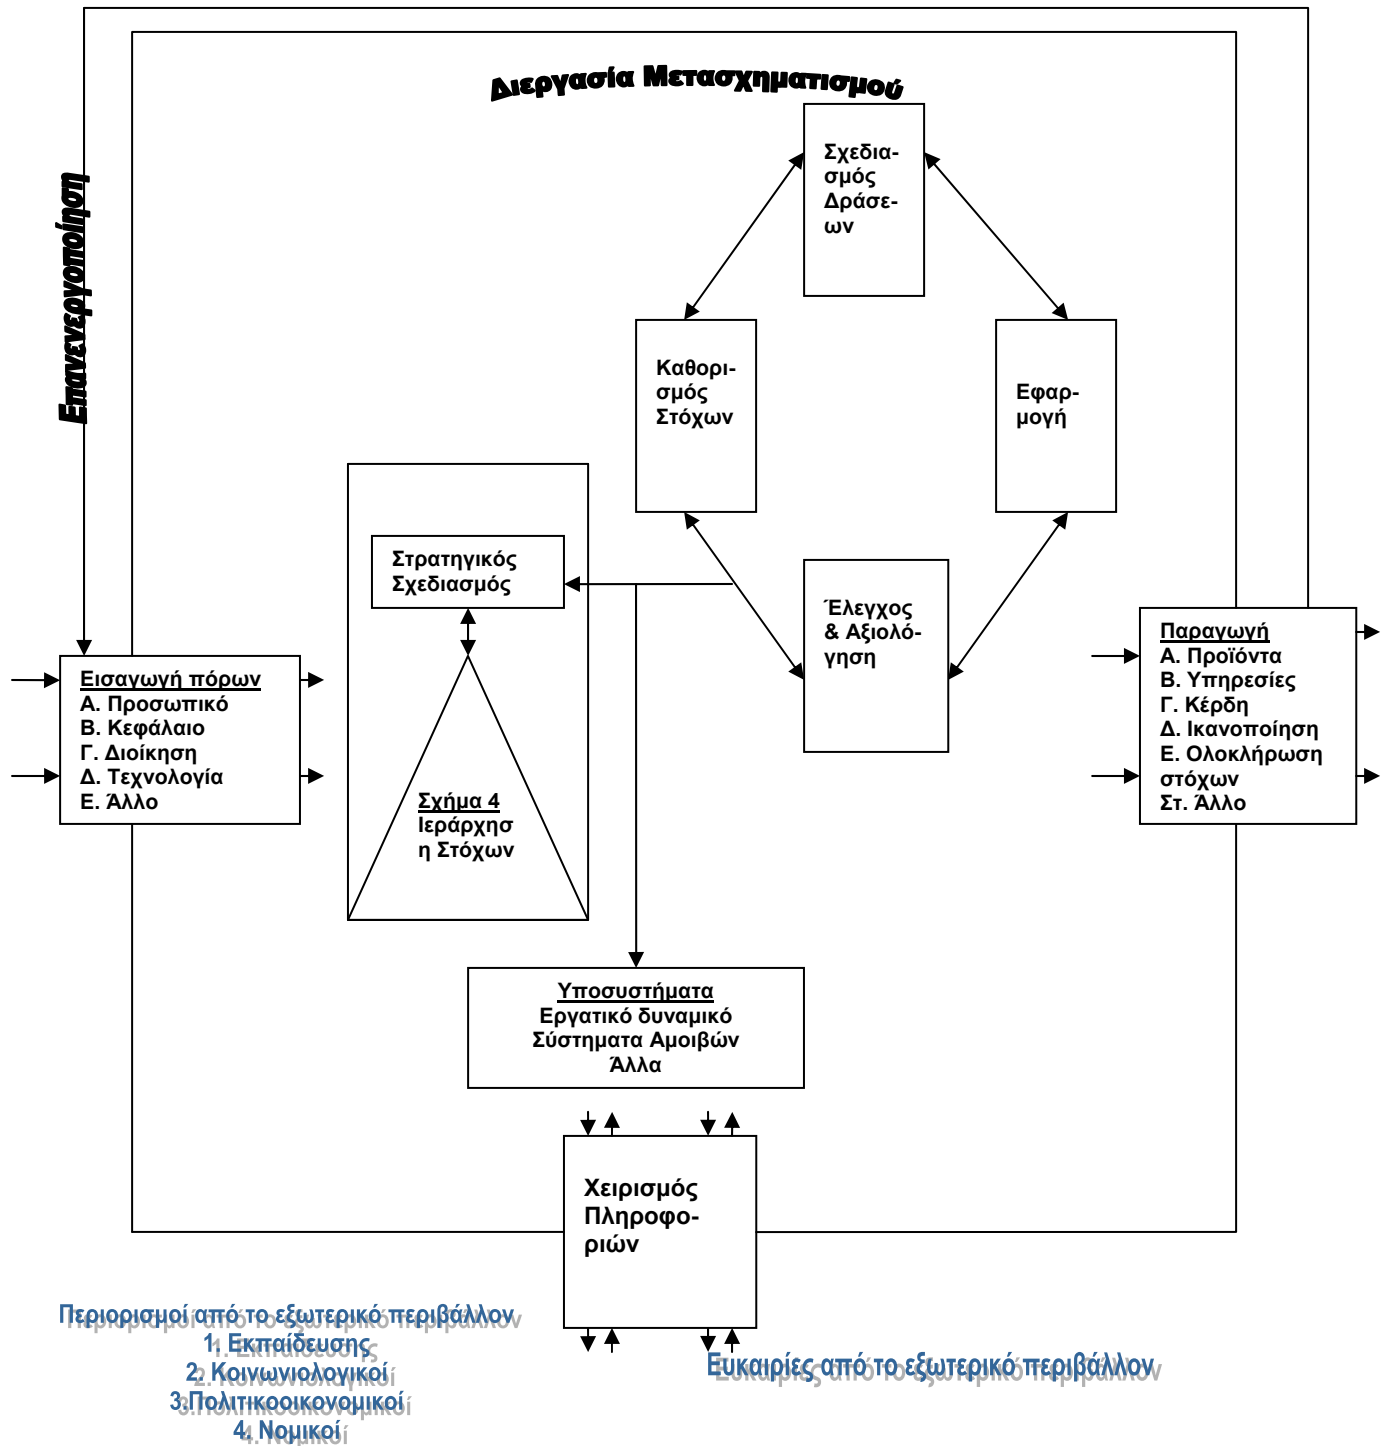 Διεργασία Μετασχηματισμού
Επανενεργοποίηση
Σχεδια-
σμός
Δράσε-
ων
Καθορι-
σμός
Στόχων
Εφαρ-
μογή
Στρατηγικός
Σχεδιασμός
Έλεγχος
& Αξιολό-
γηση
Εισαγωγή πόρων
Α. Προσωπικό
Β. Κεφάλαιο
Γ. Διοίκηση
Δ. Τεχνολογία
Ε. Άλλο
Σχήμα 4
Ιεράρχησ
η Στόχων
Παραγωγή
Α. Προϊόντα
Β. Υπηρεσίες
Γ. Κέρδη
Δ. Ικανοποίηση
Ε. Ολοκλήρωση
στόχων
Στ. Άλλο
Υποσυστήματα
Εργατικό δυναμικό
Σύστηματα Αμοιβών
Άλλα
Χειρισμός
Πληροφο-
ριών
Περιορισμοί από το εξωτερικό περιβάλλον
1. Εκπαίδευσης
2. Κοινωνιολογικοί
3.Πολιτικοοικονομικοί
4. Νομικοί
Ευκαιρίες από το εξωτερικό περιβάλλον